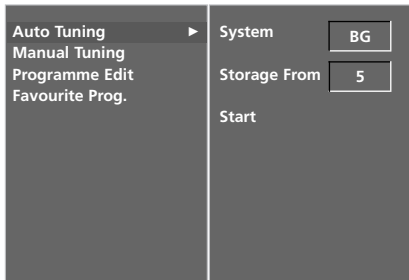 Auto Tuning ►
Manual Tuning
Programme Edit
Favourite Prog.
System BG
Storage From 5
Start